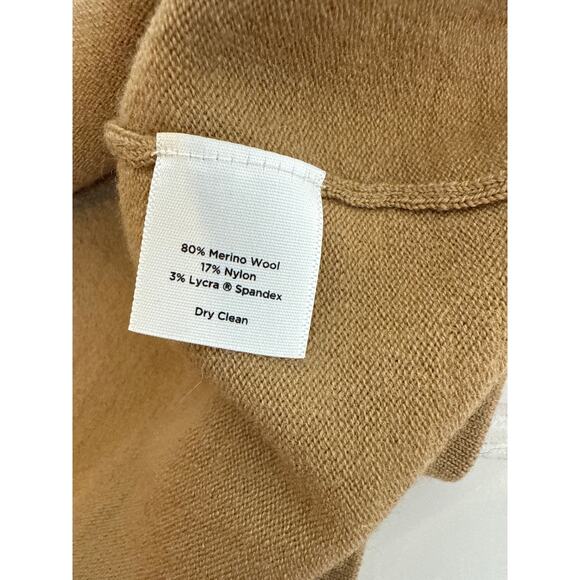 80% Merino Wool
17% Nylon
3% Lycra ® Spandex
Dry Clean